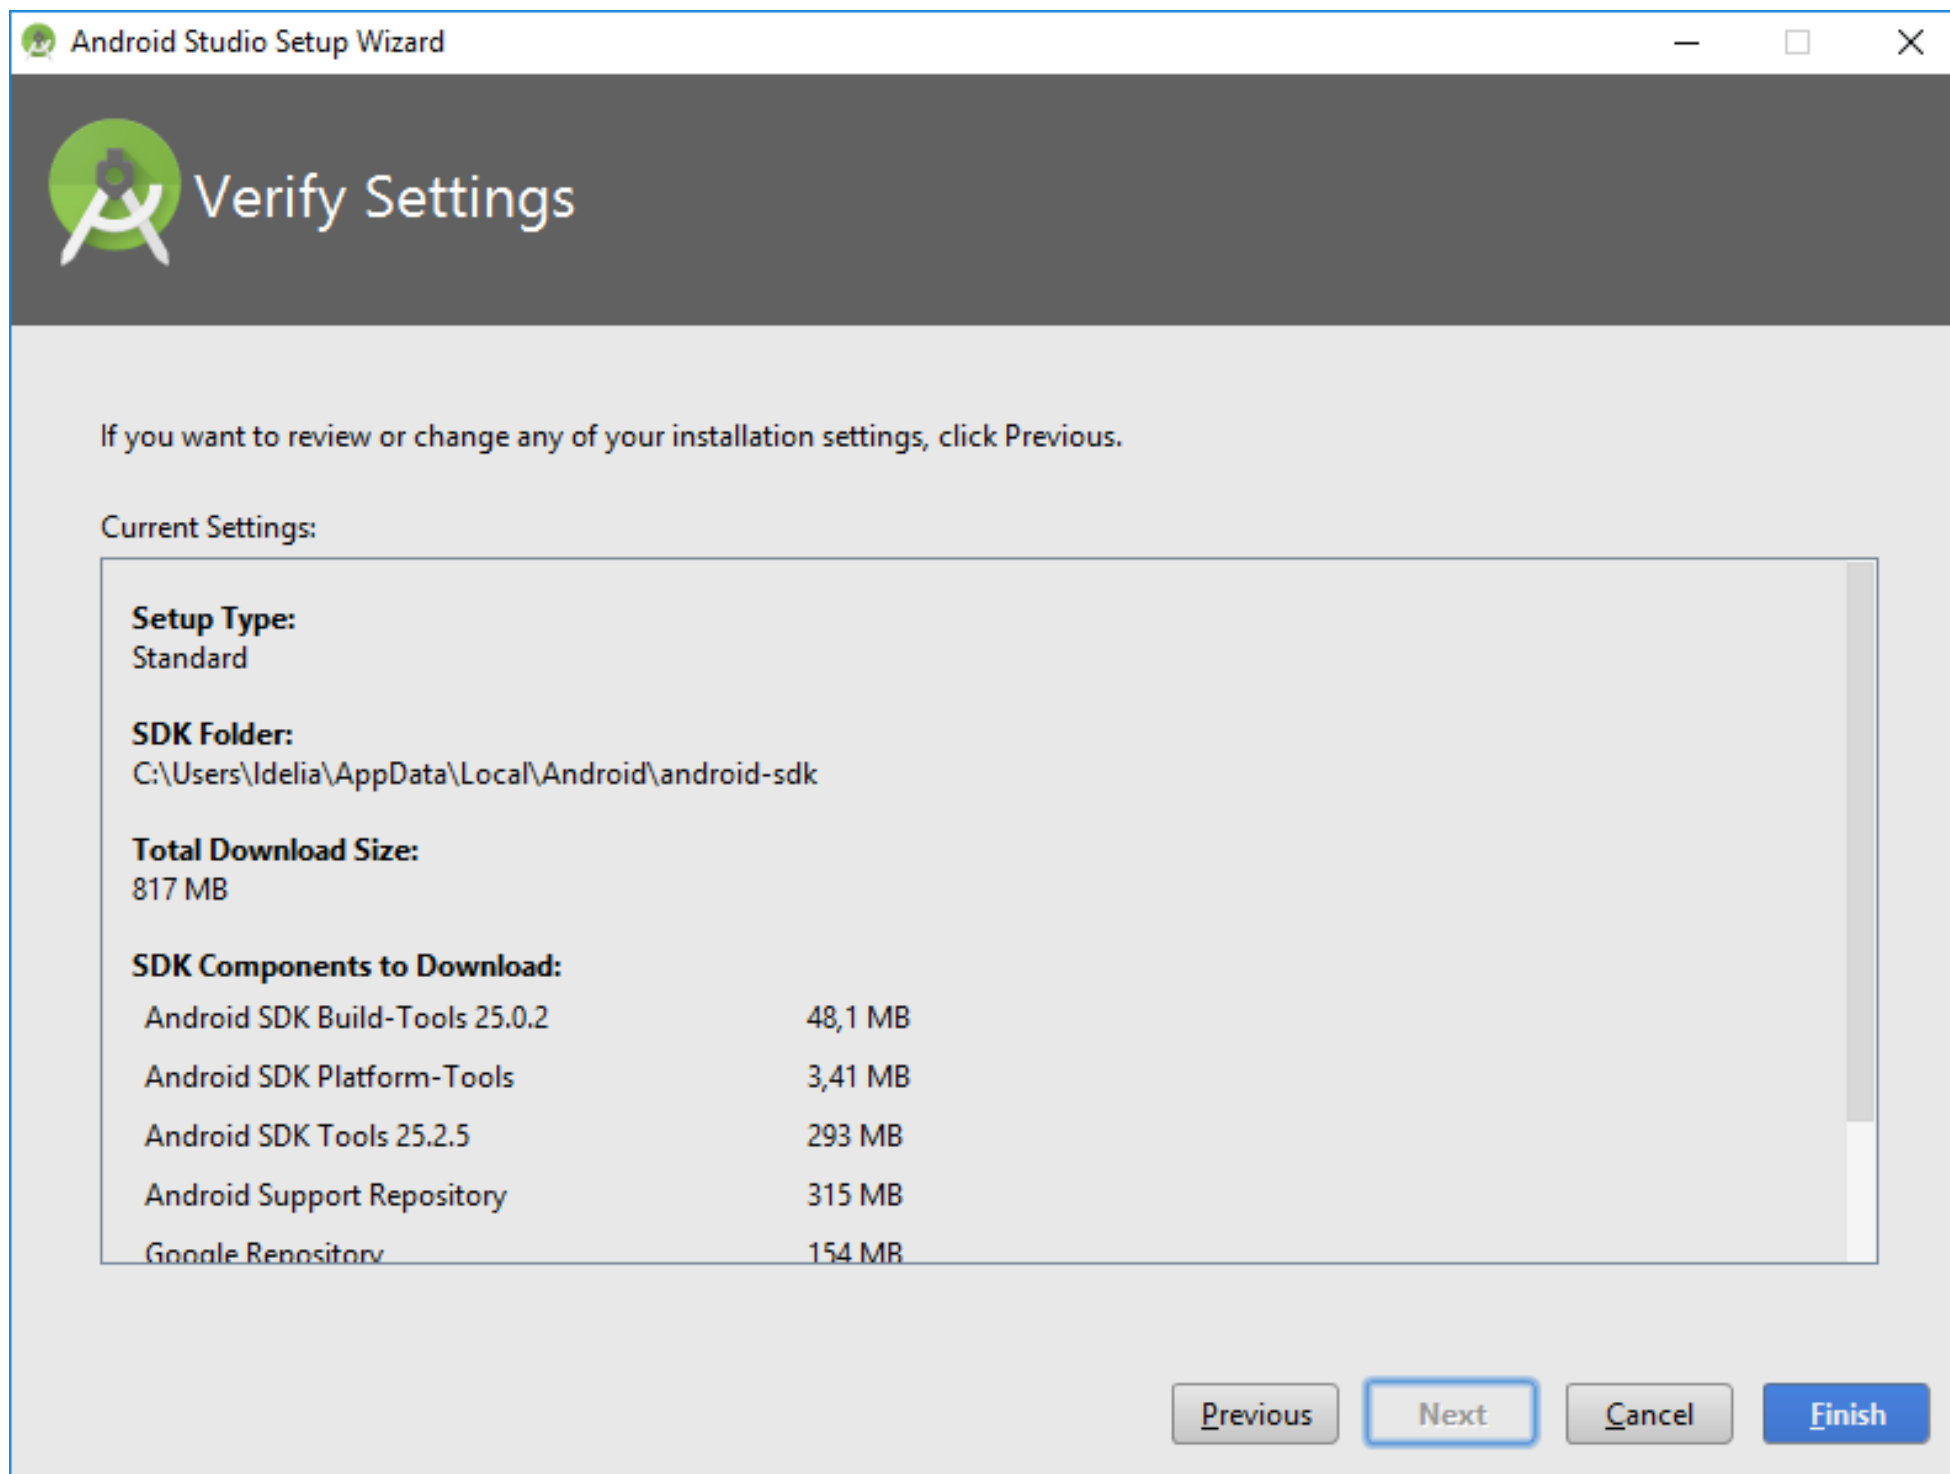 Android Studio Setup Wizard
Verify Settings
If you want to review or change any of your installation settings, click Previous.
Current Settings:
Setup Type:
Standard
SDK Folder:
C:\Users\Idelia\AppData\Local\Android\android-sdk
Total Download Size:
817 MB
SDK Components to Download:
Android SDK Build-Tools 25.0.2 48,1 MB
Android SDK Platform-Tools 3,41 MB
Android SDK Tools 25.2.5 293 MB
Android Support Repository 315 MB
Google Repository 154 MB
Previous Next Cancel Finish